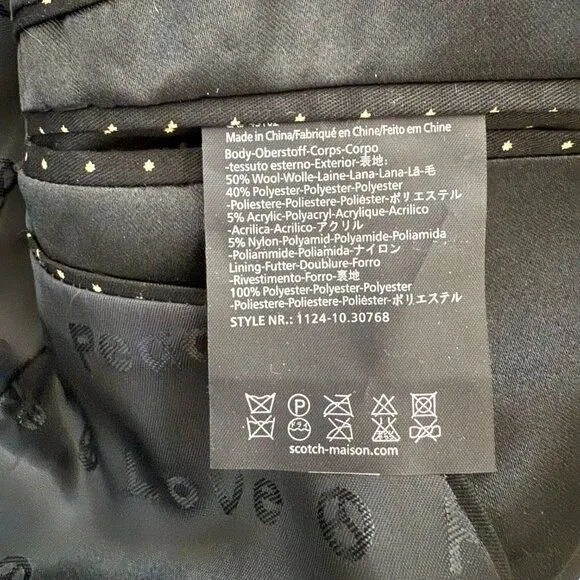 Made in China/Fabriqué en Chine/Feito em Chine
Body-Oberstoff-Corps-Corpo
-tessuto esterno-Exterior-表地:
50% Wool-Wolle-Laine-Lana-Lana-Lã-毛
40% Polyester-Polyester-Polyester
-Poliestere-Poliestere-Poliéster-ポリエステル
5% Acrylic-Polyacryl-Acrylique-Acrilico
-Acrilica-Acrilico-アクリル
5% Nylon-Polyamid-Polyamide-Poliamida
-Poliammide-Poliamida-ナイロン
Lining-Futter-Doublure-Forro
-Rivestimento-Forro-裏地
100% Polyester-Polyester-Polyester
-Poliestere-Poliestere-Poliéster-ポリエステル
STYLE NR.: 1124-10.30768
P
scotch-maison.com
Love